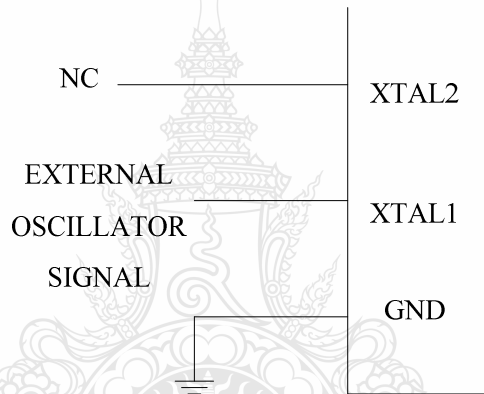 NC
XTAL2
EXTERNAL
OSCILLATOR
SIGNAL
XTAL1
GND